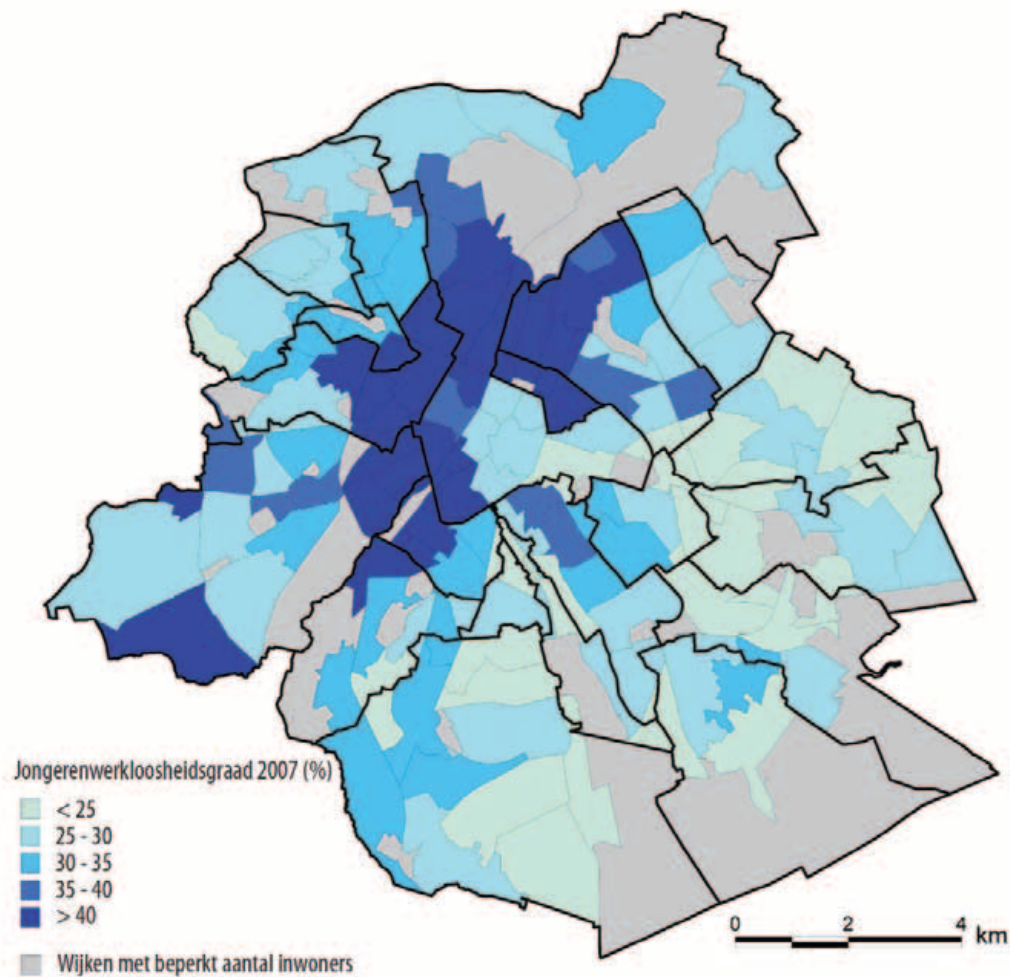 Jongerenwerkloosheidsgraad 2007 (%)
< 25
25 - 30
30 - 35
35 - 40
> 40
Wijken met beperkt aantal inwoners
0 2 4 km